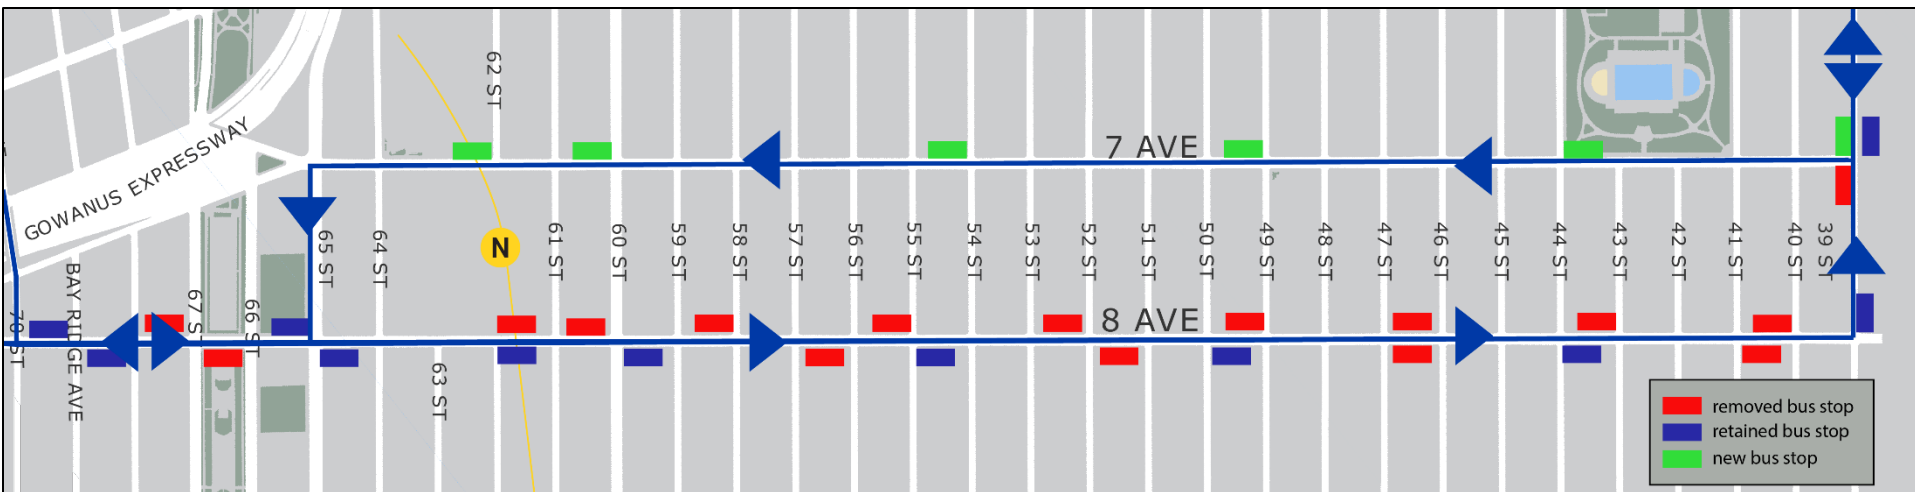 62 ST
GOWANUS EXPRESSWAY
7 AVE
65 ST
64 ST
N
61 ST
60 ST
59 ST
58 ST
57 ST
56 ST
55 ST
54 ST
53 ST
52 ST
51 ST
50 ST
49 ST
48 ST
47 ST
46 ST
45 ST
44 ST
43 ST
42 ST
41 ST
40 ST
39 ST
70 ST
BAY RIDGE AVE
67 S
66 ST
63 ST
8 AVE
removed bus stop
retained bus stop
new bus stop